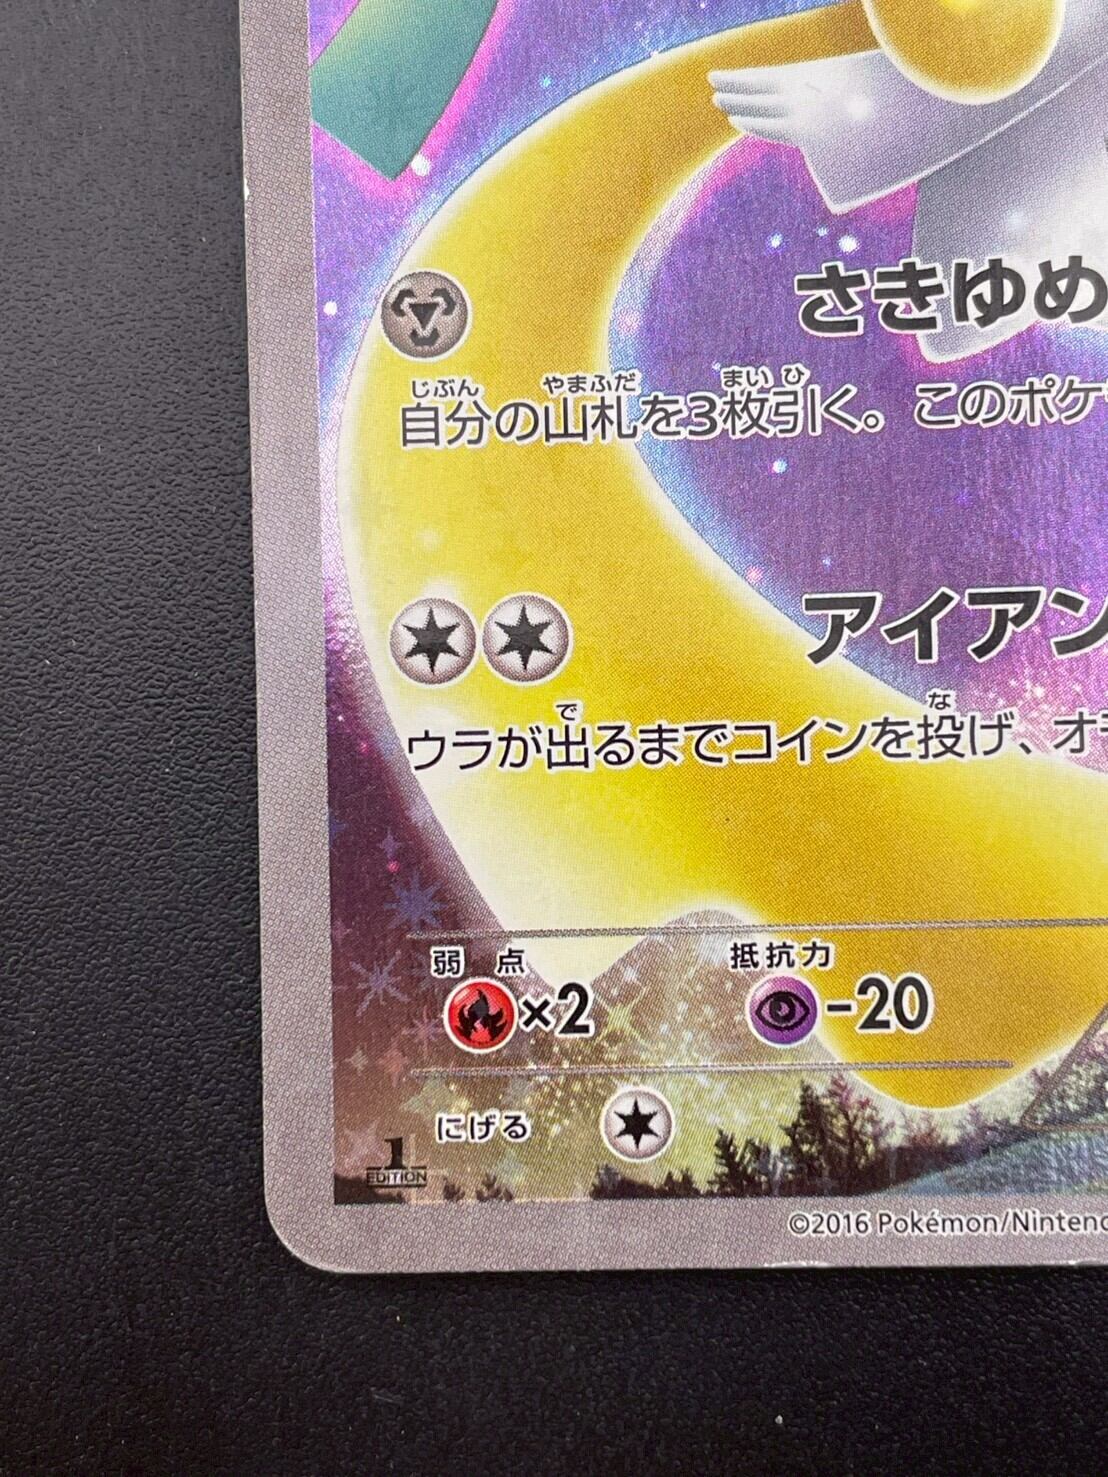 さきゆめ
じぶん やまふだ まい ひ
自分の山札を3枚引く。このポケ
アイアン
で な
ウラが出るまでコインを投げ、オモ
弱点 抵抗力
×2 -20
にげる
1
EDITION
©2016 Pokémon/Nintendo